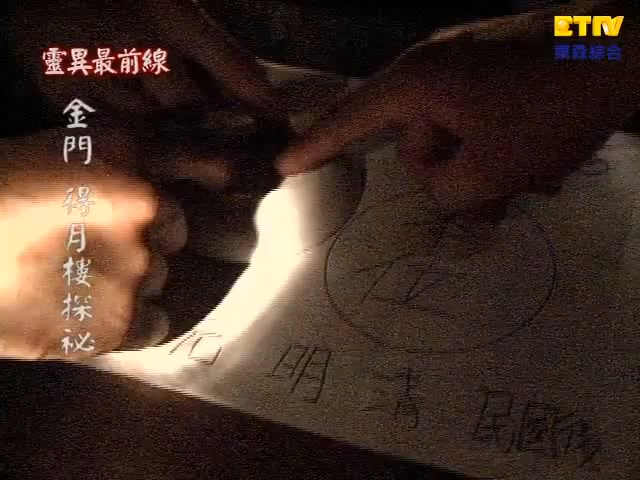 靈異最前線
ETTV
東森綜合
金門 得月樓探祕
元 明 清 民國